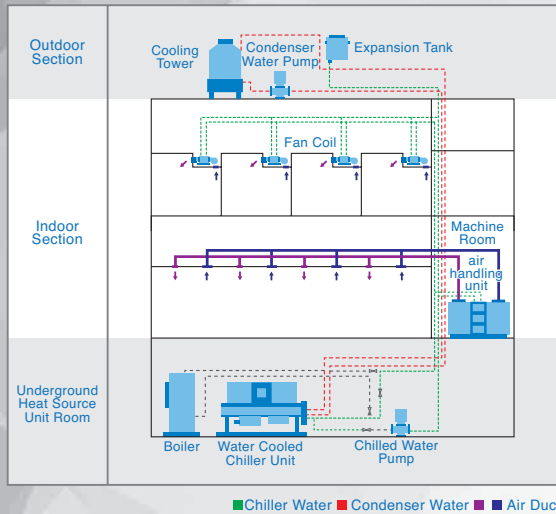 Outdoor
Section
Cooling
Tower
Condenser
Water Pump
Expansion Tank
Fan Coil
Indoor
Section
Machine
Room
air
handling
unit
Underground
Heat Source
Unit Room
Boiler
Water Cooled
Chiller Unit
Chilled Water
Pump
Chiller Water Condenser Water Air Duc